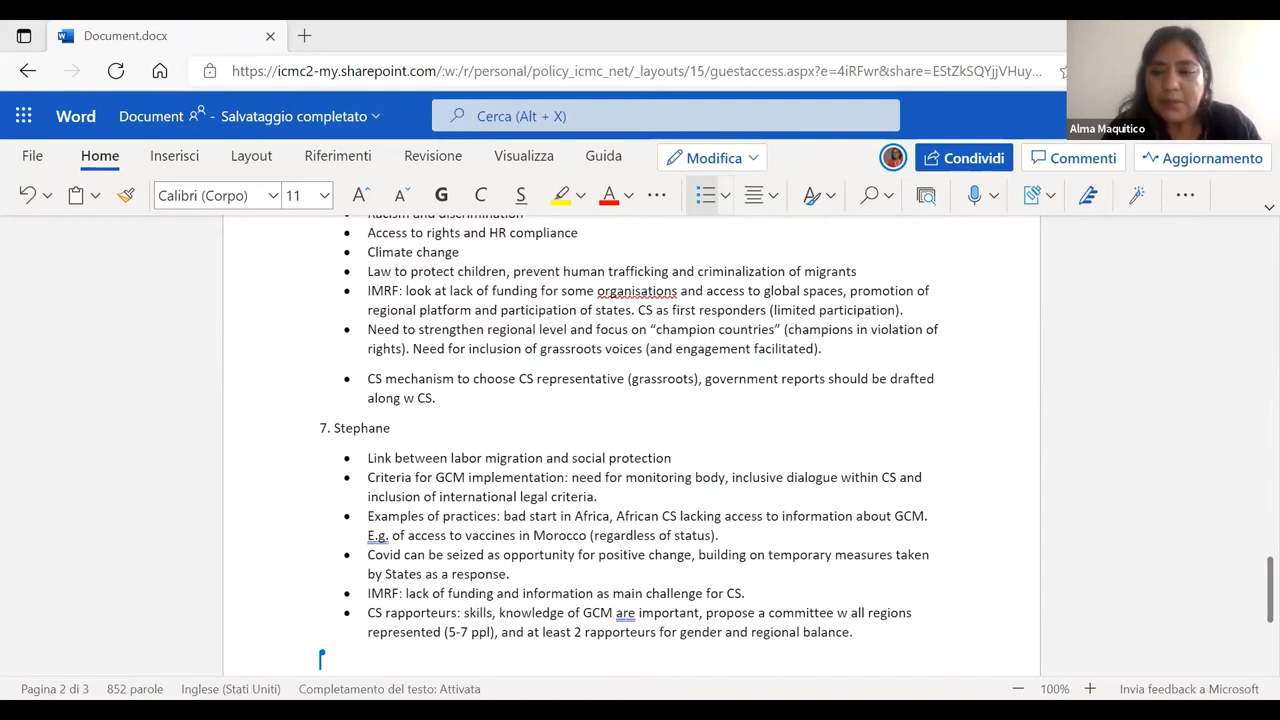 Document.docx
https://icmc2-my.sharepoint.com/:w:/r/personal/policy_icmc_net/_layouts/15/guestaccess.aspx?e=4iRFwr&share=EStZkSQYjjVHuy...
Alma Maquitico
Word Document - Salvataggio completato Cerca (Alt + X)
File Home Inserisci Layout Riferimenti Revisione Visualizza Guida Modifica Condividi Commenti Aggiornamento
Calibri (Corpo) 11 A A G C S A
Racism and discrimination
• Access to rights and HR compliance
• Climate change
• Law to protect children, prevent human trafficking and criminalization of migrants
• IMRF: look at lack of funding for some organisations and access to global spaces, promotion of
regional platform and participation of states. CS as first responders (limited participation).
• Need to strengthen regional level and focus on “champion countries” (champions in violation of
rights). Need for inclusion of grassroots voices (and engagement facilitated).
• CS mechanism to choose CS representative (grassroots), government reports should be drafted
along w CS.
7. Stephane
• Link between labor migration and social protection
• Criteria for GCM implementation: need for monitoring body, inclusive dialogue within CS and
inclusion of international legal criteria.
• Examples of practices: bad start in Africa, African CS lacking access to information about GCM.
E.g. of access to vaccines in Morocco (regardless of status).
• Covid can be seized as opportunity for positive change, building on temporary measures taken
by States as a response.
• IMRF: lack of funding and information as main challenge for CS.
• CS rapporteurs: skills, knowledge of GCM are important, propose a committee w all regions
represented (5-7 ppl), and at least 2 rapporteurs for gender and regional balance.
Pagina 2 di 3 852 parole Inglese (Stati Uniti) Completamento del testo: Attivata 100% Invia feedback a Microsoft